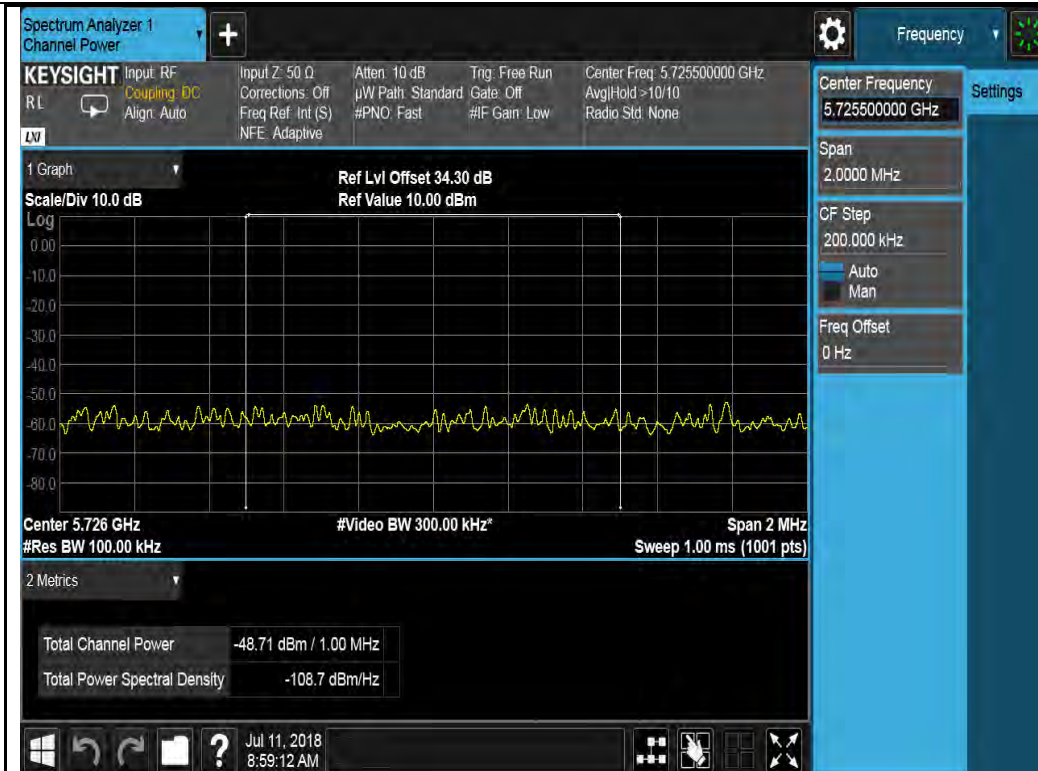 Spectrum Analyzer 1
Channel Power
+
Frequency
KEYSIGHT
R L
LXI
Input: RF
Coupling: DC
Align: Auto
Input Z: 50 Ω
Corrections: Off
Freq Ref: Int (S)
NFE: Adaptive
Atten: 10 dB
µW Path: Standard
#PNO: Fast
Trig: Free Run
Gate: Off
#IF Gain: Low
Center Freq: 5.725500000 GHz
Avg|Hold >10/10
Radio Std: None
Center Frequency
5.725500000 GHz
Settings
Span
2.0000 MHz
CF Step
200.000 kHz
Auto
Man
Freq Offset
0 Hz
1 Graph
Ref Lvl Offset 34.30 dB
Scale/Div 10.0 dB
Ref Value 10.00 dBm
Log
0.00
-10.0
-20.0
-30.0
-40.0
-50.0
-60.0
-70.0
-80.0
Center 5.726 GHz
#Video BW 300.00 kHz*
Span 2 MHz
#Res BW 100.00 kHz
Sweep 1.00 ms (1001 pts)
2 Metrics
Total Channel Power
-48.71 dBm / 1.00 MHz
Total Power Spectral Density
-108.7 dBm/Hz
?
Jul 11, 2018
8:59:12 AM